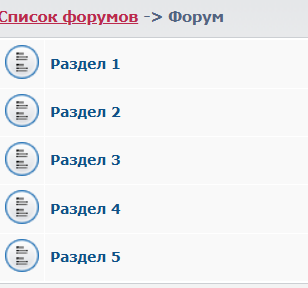 Список форумов -> Форум
Раздел 1
Раздел 2
Раздел 3
Раздел 4
Раздел 5